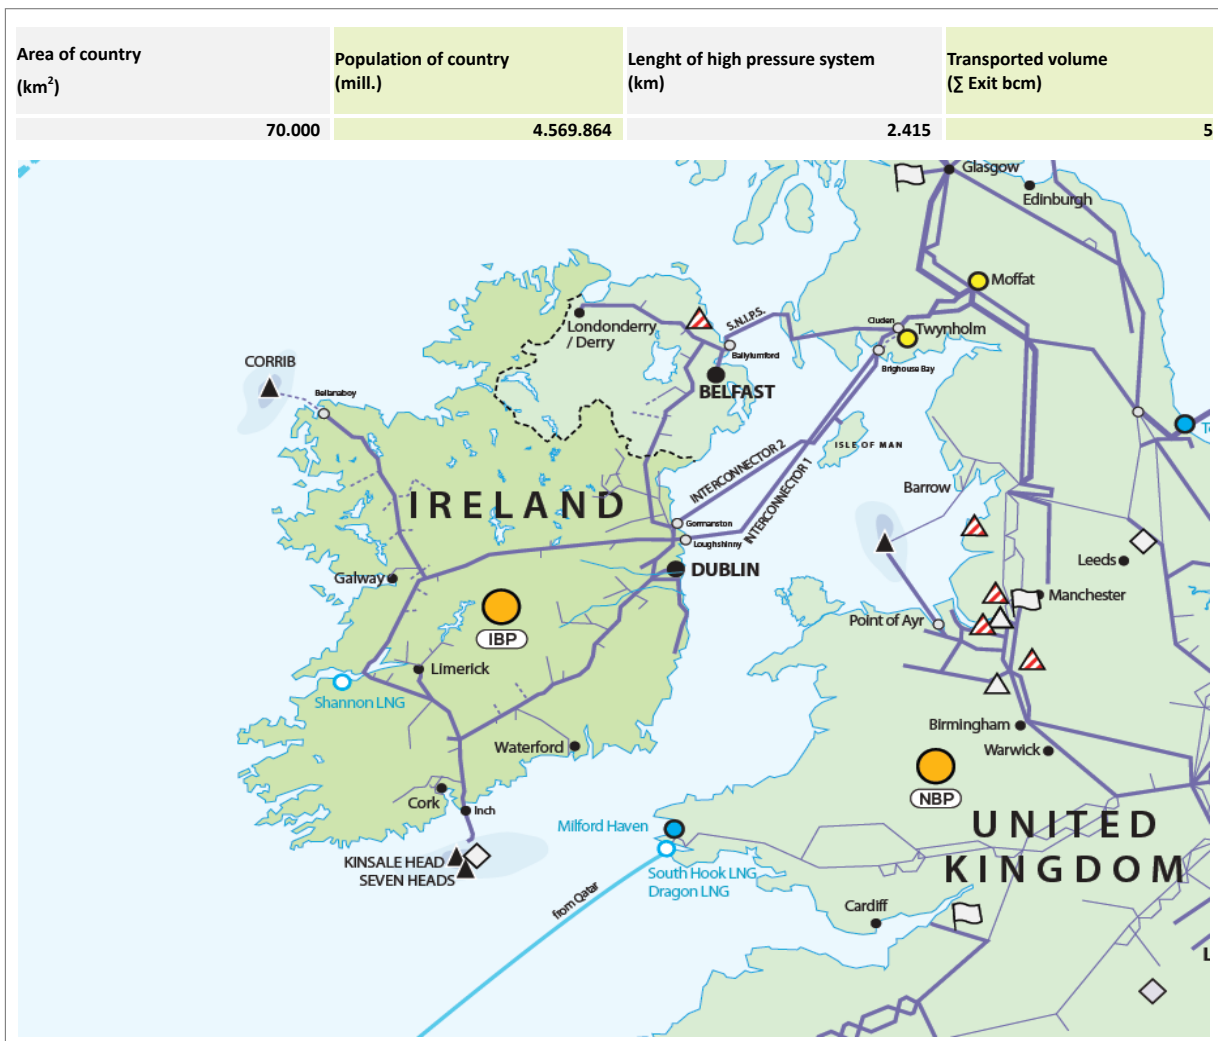 Area of country
(km²)
Population of country
(mill.)
Lenght of high pressure system
(km)
Transported volume
(∑ Exit bcm)
70.000
4.569.864
2.415
5
Glasgow
Edinburgh
Moffat
Londonderry
/ Derry
S.N.I.P.S.
Cluden
Twynholm
Ballylumford
Brighouse Bay
CORRIB
BELFAST
Bellanaboy
ISLE OF MAN
INTERCONNECTOR 2
INTERCONNECTOR 1
Barrow
IRELAND
Gormanston
Loughshinny
Leeds
Galway
DUBLIN
Manchester
IBP
Point of Ayr
Limerick
Shannon LNG
Birmingham
Waterford
Warwick
NBP
Cork
Inch
Milford Haven
UNITED
KINGDOM
KINSALE HEAD
SEVEN HEADS
South Hook LNG
Dragon LNG
from Qatar
Cardiff